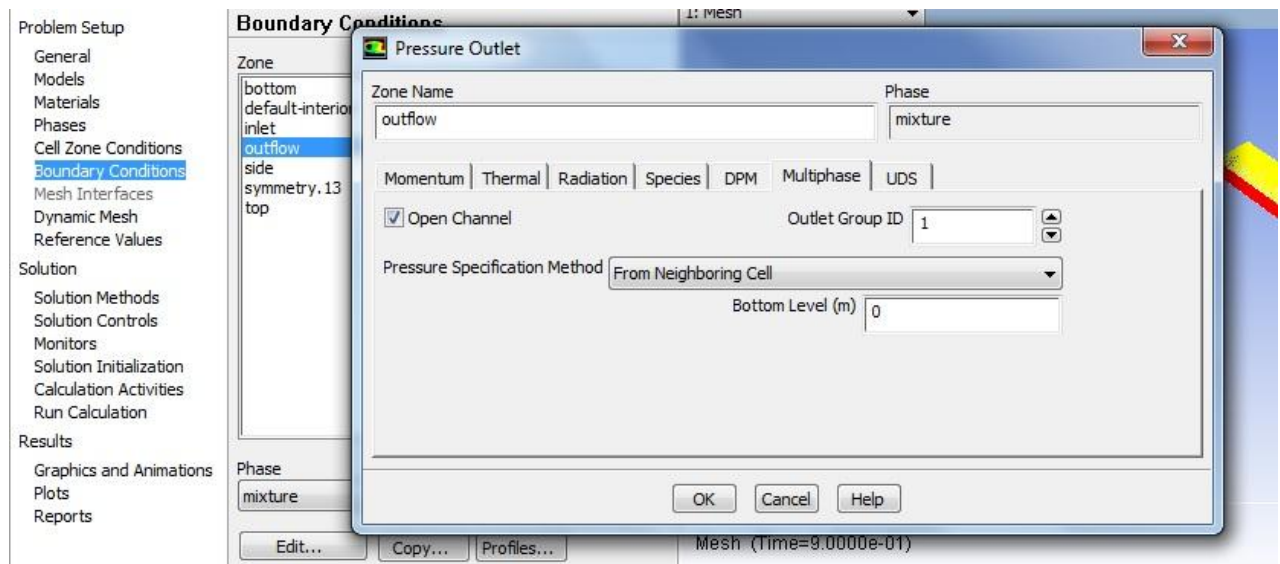 Problem Setup
General
Models
Materials
Phases
Cell Zone Conditions
Boundary Conditions
Mesh Interfaces
Dynamic Mesh
Reference Values
Solution
Solution Methods
Solution Controls
Monitors
Solution Initialization
Calculation Activities
Run Calculation
Results
Graphics and Animations
Plots
Reports
Boundary Conditions
Zone
bottom
default-interior
inlet
outflow
side
symmetry.13
top
Phase
mixture
Edit...
Copy...
Profiles...
1: Mesh
Pressure Outlet
Zone Name
outflow
Phase
mixture
Momentum Thermal Radiation Species DPM Multiphase UDS
Open Channel
Outlet Group ID 1
Pressure Specification Method From Neighboring Cell
Bottom Level (m) 0
OK Cancel Help
Mesh (Time=9.0000e-01)